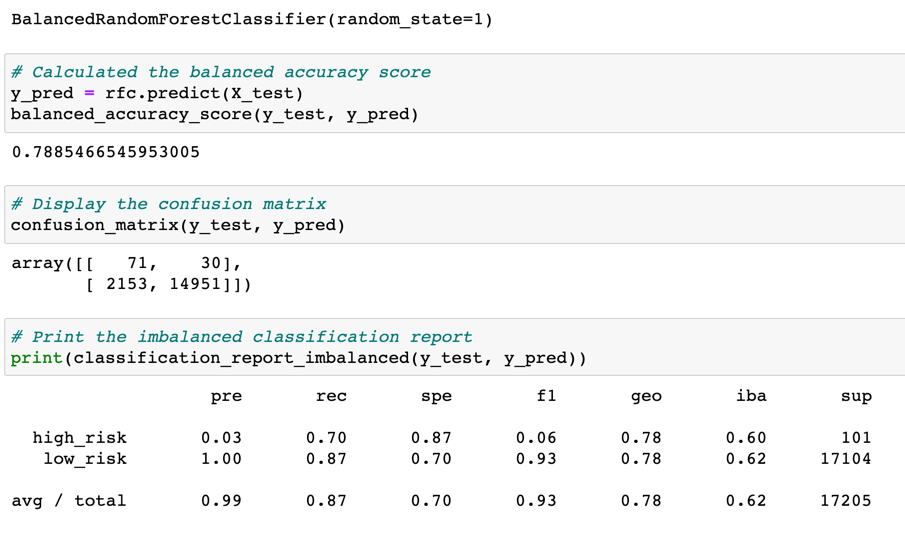 BalancedRandomForestClassifier(random_state=1)
# Calculated the balanced accuracy score
y_pred = rfc.predict(X_test)
balanced_accuracy_score(y_test, y_pred)
0.7885466545953005
# Display the confusion matrix
confusion_matrix(y_test, y_pred)
array([[   71,    30],
       [ 2153, 14951]])
# Print the imbalanced classification report
print(classification_report_imbalanced(y_test, y_pred))
                   pre       rec       spe        f1       geo       iba       sup
  high_risk       0.03      0.70      0.87      0.06      0.78      0.60       101
   low_risk       1.00      0.87      0.70      0.93      0.78      0.62     17104
avg / total       0.99      0.87      0.70      0.93      0.78      0.62     17205